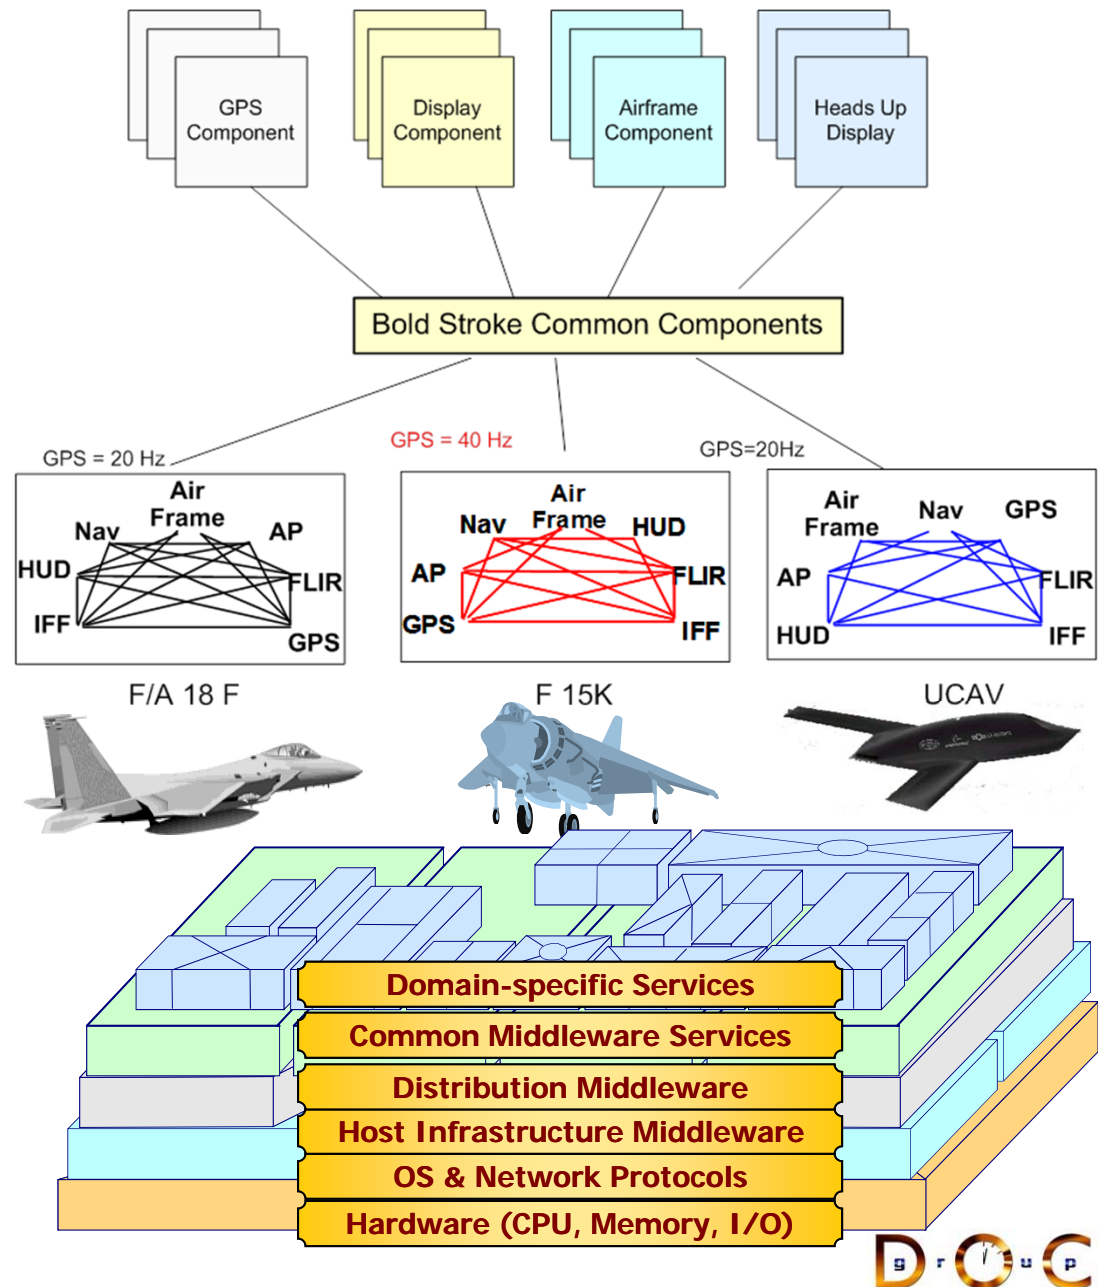 GPS
Component
Display
Component
Airframe
Component
Heads Up
Display
Bold Stroke Common Components
GPS = 20 Hz
GPS = 40 Hz
GPS=20Hz
Air
Frame
Nav
AP
HUD
FLIR
IFF
GPS
Air
Frame
Nav
HUD
AP
FLIR
GPS
IFF
Air
Frame
Nav
GPS
AP
FLIR
HUD
IFF
F/A 18 F
F 15K
UCAV
Domain-specific Services
Common Middleware Services
Distribution Middleware
Host Infrastructure Middleware
OS & Network Protocols
Hardware (CPU, Memory, I/O)
DOC
group